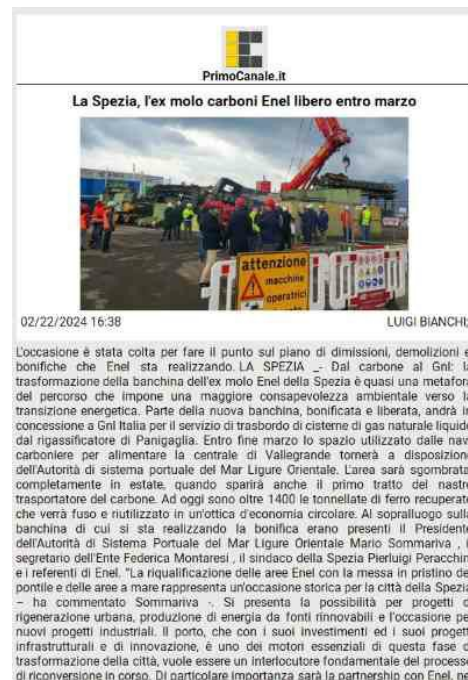 PrimoCanale.it
La Spezia, l'ex molo carboni Enel libero entro marzo
attenzione
macchine
operatrici
02/22/2024 16:38
LUIGI BIANCHI;
L'occasione è stata colta per fare il punto sul piano di dimissioni, demolizioni e
bonifiche che Enel sta realizzando. LA SPEZIA _- Dal carbone al Gnl: la
trasformazione della banchina dell'ex molo Enel della Spezia è quasi una metafora
del percorso che impone una maggiore consapevolezza ambientale verso la
transizione energetica. Parte della nuova banchina, bonificata e liberata, andrà in
concessione a Gnl Italia per il servizio di trasbordo di cisterne di gas naturale liquido
dal rigassificatore di Panigaglia. Entro fine marzo lo spazio utilizzato dalle navi
carboniere per alimentare la centrale di Vallegrande tornerà a disposizione
dell'Autorità di sistema portuale del Mar Ligure Orientale. L'area sarà sgombrata
completamente in estate, quando sparirà anche il primo tratto del nastro
trasportatore del carbone. Ad oggi sono oltre 1400 le tonnellate di ferro recuperate
che verrà fuso e riutilizzato in un'ottica d'economia circolare. Al sopralluogo sulla
banchina di cui si sta realizzando la bonifica erano presenti il Presidente
dell'Autorità di Sistema Portuale del Mar Ligure Orientale Mario Sommariva , il
segretario dell'Ente Federica Montaresi , il sindaco della Spezia Pierluigi Peracchini
e i referenti di Enel. "La riqualificazione delle aree Enel con la messa in pristino del
pontile e delle aree a mare rappresenta un'occasione storica per la città della Spezia
– ha commentato Sommariva -. Si presenta la possibilità per progetti di
rigenerazione urbana, produzione di energia da fonti rinnovabili e l'occasione per
nuovi progetti industriali. Il porto, che con i suoi investimenti ed i suoi progetti
infrastrutturali e di innovazione, è uno dei motori essenziali di questa fase di
trasformazione della città, vuole essere un interlocutore fondamentale del processo
di riconversione in corso. Di particolare importanza sarà la partnership con Enel, ne